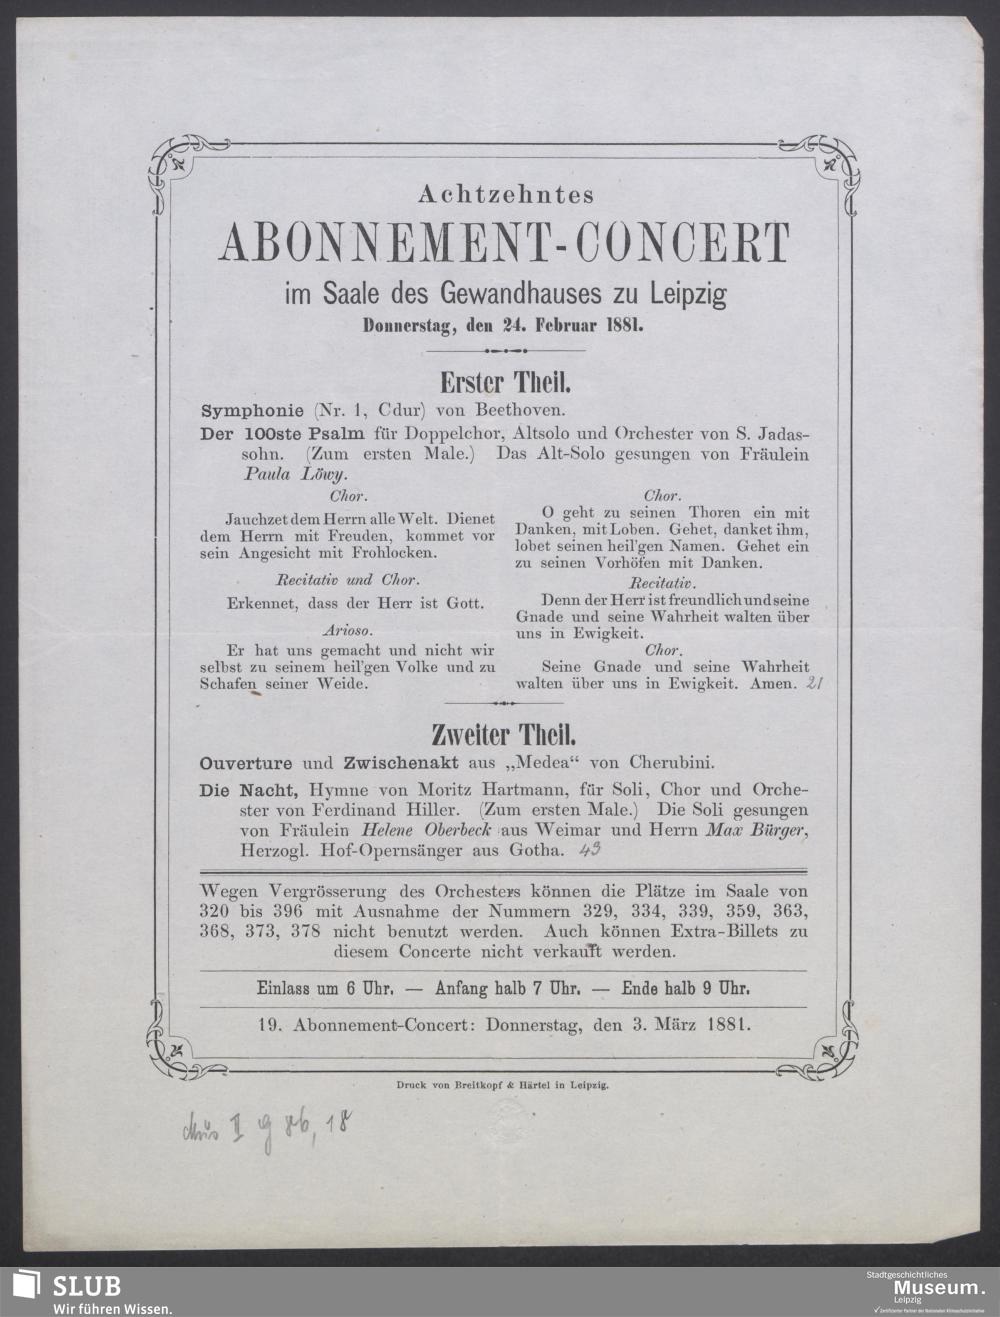 Achtzehntes
ABONNEMENT-CONCERT
im Saale des Gewandhauses zu Leipzig
Donnerstag, den 24. Februar 1881.
Erster Theil.
Symphonie (Nr. 1, Cdur) von Beethoven.
Der 100ste Psalm für Doppelchor, Altsolo und Orchester von S. Jadas-
sohn. (Zum ersten Male.) Das Alt-Solo gesungen von Fräulein
Paula Löwy.
Chor.
Jauchzet dem Herrn alle Welt. Dienet
dem Herrn mit Freuden, kommet vor
sein Angesicht mit Frohlocken.
Recitativ und Chor.
Erkennet, dass der Herr ist Gott.
Arioso.
Er hat uns gemacht und nicht wir
selbst zu seinem heil'gen Volke und zu
Schafen seiner Weide.
Chor.
O geht zu seinen Thoren ein mit
Danken, mit Loben. Gehet, danket ihm,
lobet seinen heil'gen Namen. Gehet ein
zu seinen Vorhöfen mit Danken.
Recitativ.
Denn der Herr ist freundlich und seine
Gnade und seine Wahrheit walten über
uns in Ewigkeit.
Chor.
Seine Gnade und seine Wahrheit
walten über uns in Ewigkeit. Amen. 21
Zweiter Theil.
Ouverture und Zwischenakt aus „Medea“ von Cherubini.
Die Nacht, Hymne von Moritz Hartmann, für Soli, Chor und Orche-
ster von Ferdinand Hiller. (Zum ersten Male.) Die Soli gesungen
von Fräulein Helene Oberbeck aus Weimar und Herrn Max Bürger,
Herzogl. Hof-Opernsänger aus Gotha. 43
Wegen Vergrösserung des Orchesters können die Plätze im Saale von
320 bis 396 mit Ausnahme der Nummern 329, 334, 339, 359, 363,
368, 373, 378 nicht benutzt werden. Auch können Extra-Billets zu
diesem Concerte nicht verkauft werden.
Einlass um 6 Uhr. — Anfang halb 7 Uhr. — Ende halb 9 Uhr.
19. Abonnement-Concert: Donnerstag, den 3. März 1881.
Druck von Breitkopf & Härtel in Leipzig.
Mus II g 86, 18
SLUB
Wir führen Wissen.
Stadtgeschichtliches
Museum.
Leipzig
Zertifizierter Partner der Nationalen Klimaschutzinitiative